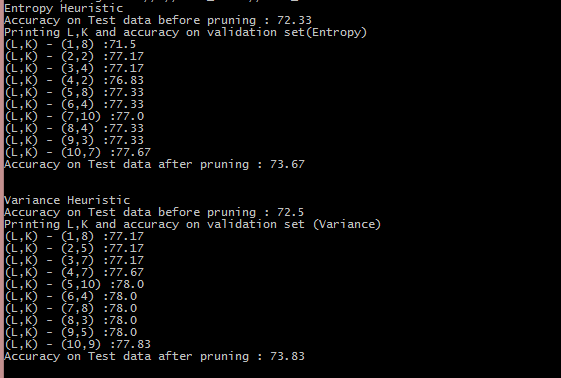 Entropy Heuristic
Accuracy on Test data before pruning : 72.33
Printing L,K and accuracy on validation set(Entropy)
(L,K) - (1,8) :71.5
(L,K) - (2,2) :77.17
(L,K) - (3,4) :77.17
(L,K) - (4,2) :76.83
(L,K) - (5,8) :77.33
(L,K) - (6,4) :77.33
(L,K) - (7,10) :77.0
(L,K) - (8,4) :77.33
(L,K) - (9,3) :77.33
(L,K) - (10,7) :77.67
Accuracy on Test data after pruning : 73.67
Variance Heuristic
Accuracy on Test data before pruning : 72.5
Printing L,K and accuracy on validation set (Variance)
(L,K) - (1,8) :77.17
(L,K) - (2,5) :77.17
(L,K) - (3,7) :77.17
(L,K) - (4,7) :77.67
(L,K) - (5,10) :78.0
(L,K) - (6,4) :78.0
(L,K) - (7,8) :78.0
(L,K) - (8,3) :78.0
(L,K) - (9,5) :78.0
(L,K) - (10,9) :77.83
Accuracy on Test data after pruning : 73.83